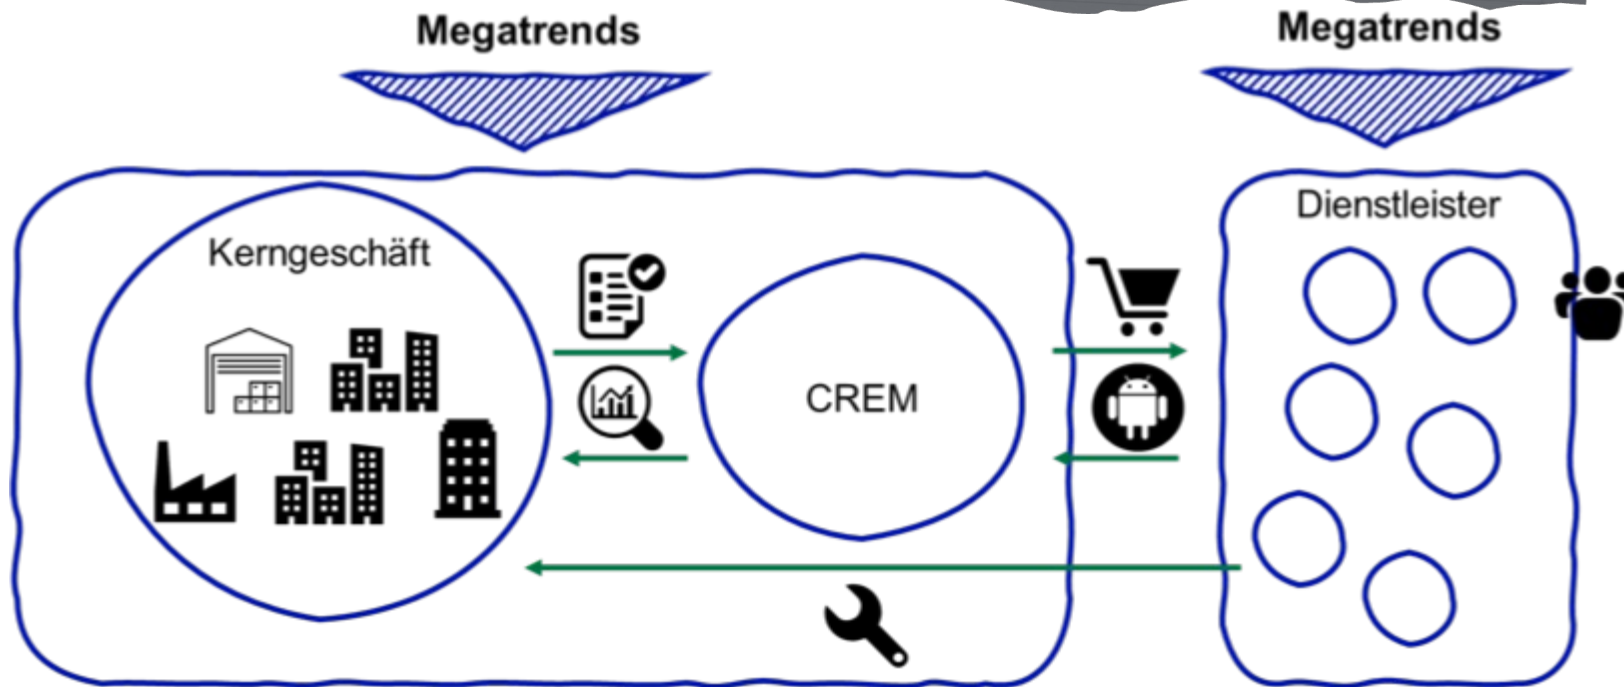 Megatrends
Megatrends
Kerngeschäft
CREM
Dienstleister